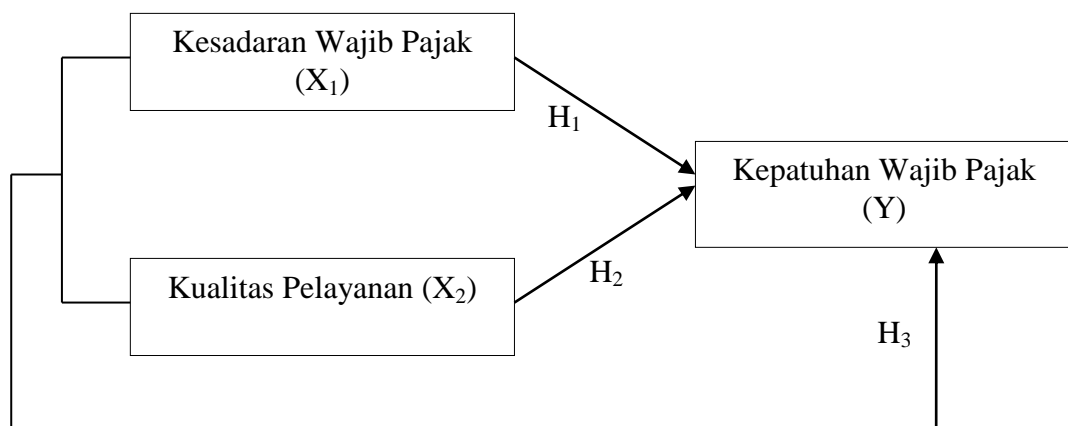 Kesadaran Wajib Pajak
(X₁)
H₁
Kepatuhan Wajib Pajak
(Y)
Kualitas Pelayanan (X₂)
H₂
H₃